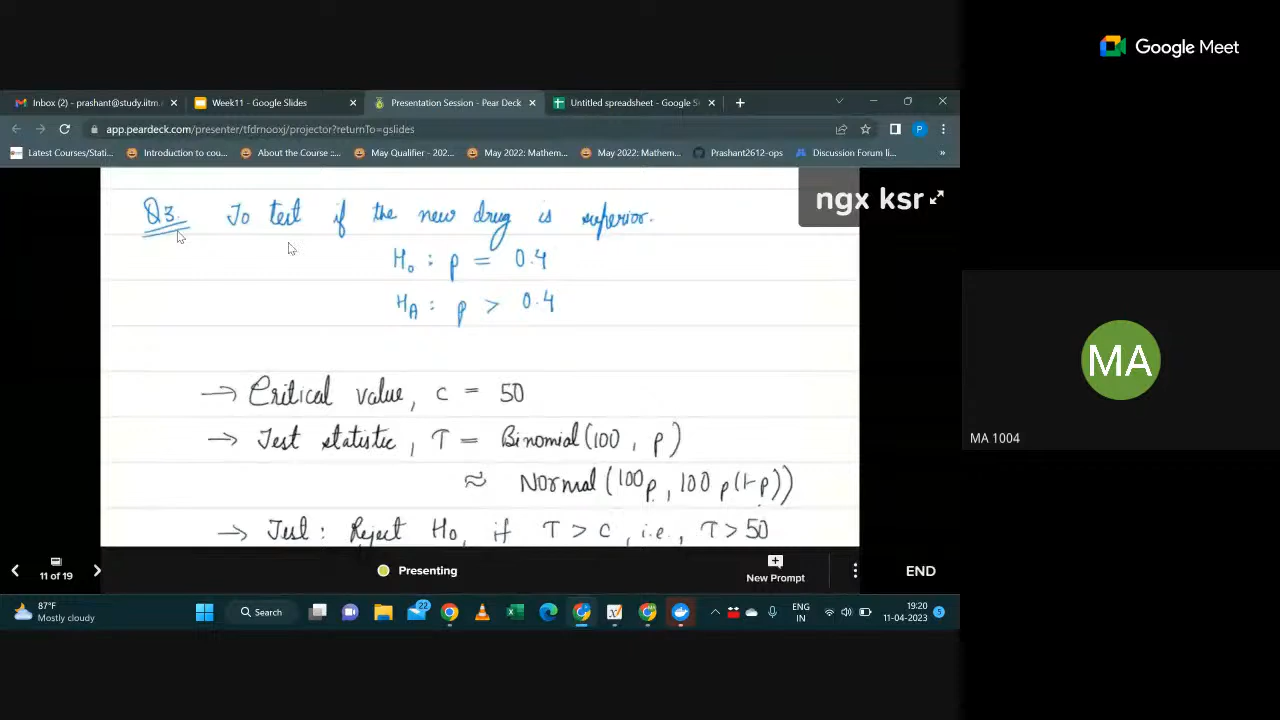 Google Meet
Inbox (2) - prashant@study.iitm.
Week11 - Google Slides
Presentation Session - Pear Deck
Untitled spreadsheet - Google S
app.peardeck.com/presenter/tfdrnooxj/projector?returnTo=gslides
Latest Courses/Stati...
Introduction to cou...
About the Course ::...
May Qualifier - 202...
May 2022: Mathem...
May 2022: Mathem...
Prashant2612-ops
Discussion Forum li...
»
ngx ksr
Q3. To test if the new drug is superior.
H₀ : p = 0.4
H_A : p > 0.4
→ Critical value, c = 50
→ Test statistic, T = Binomial(100, p)
≈ Normal(100p, 100p(1-p))
→ Test: Reject H₀, if T > c, i.e., T > 50
MA
MA 1004
11 of 19
Presenting
New Prompt
END
87°F
Mostly cloudy
Search
22
ENG
IN
19:20
11-04-2023
5
P